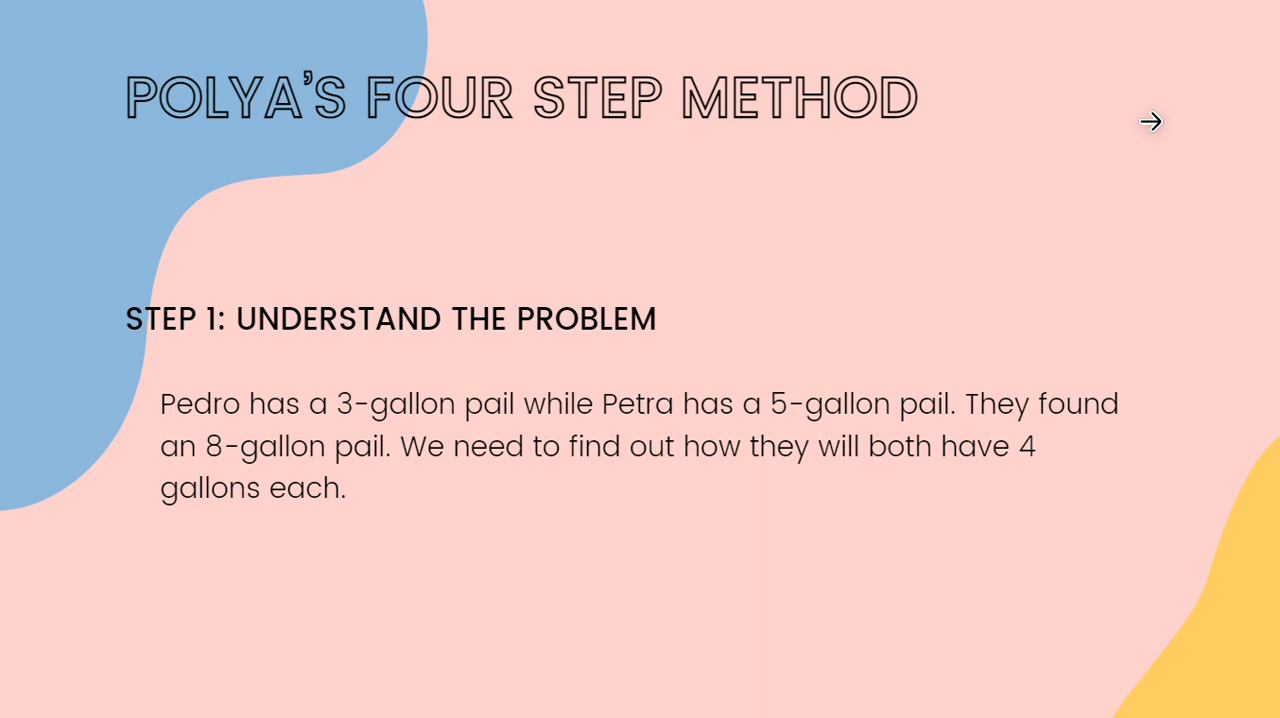 POLYA'S FOUR STEP METHOD
STEP 1: UNDERSTAND THE PROBLEM
Pedro has a 3-gallon pail while Petra has a 5-gallon pail. They found
an 8-gallon pail. We need to find out how they will both have 4
gallons each.